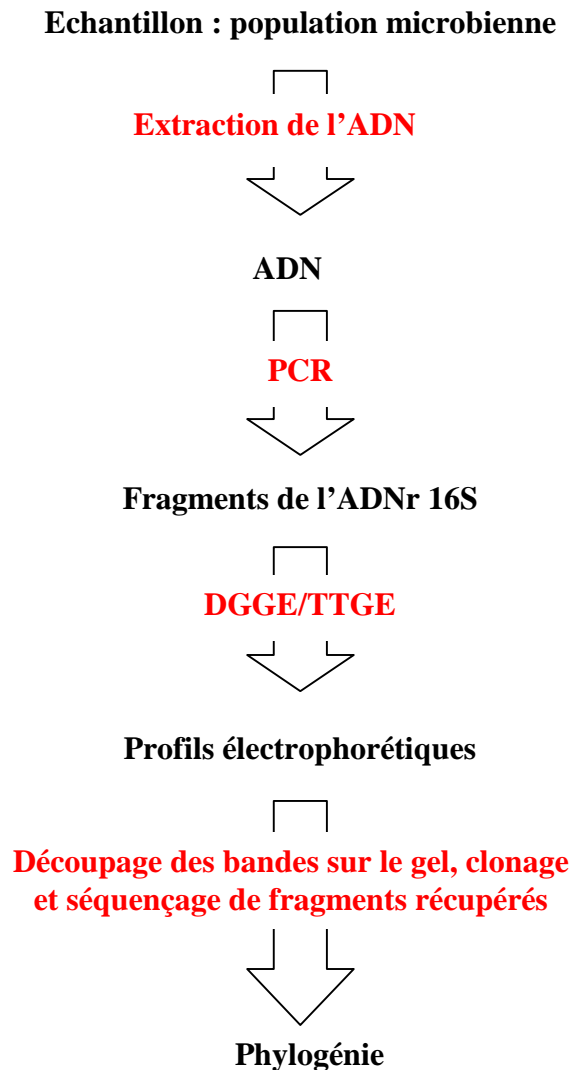 Echantillon : population microbienne
Extraction de l’ADN
ADN
PCR
Fragments de l’ADNr 16S
DGGE/TTGE
Profils électrophorétiques
Découpage des bandes sur le gel, clonage
et séquençage de fragments récupérés
Phylogénie